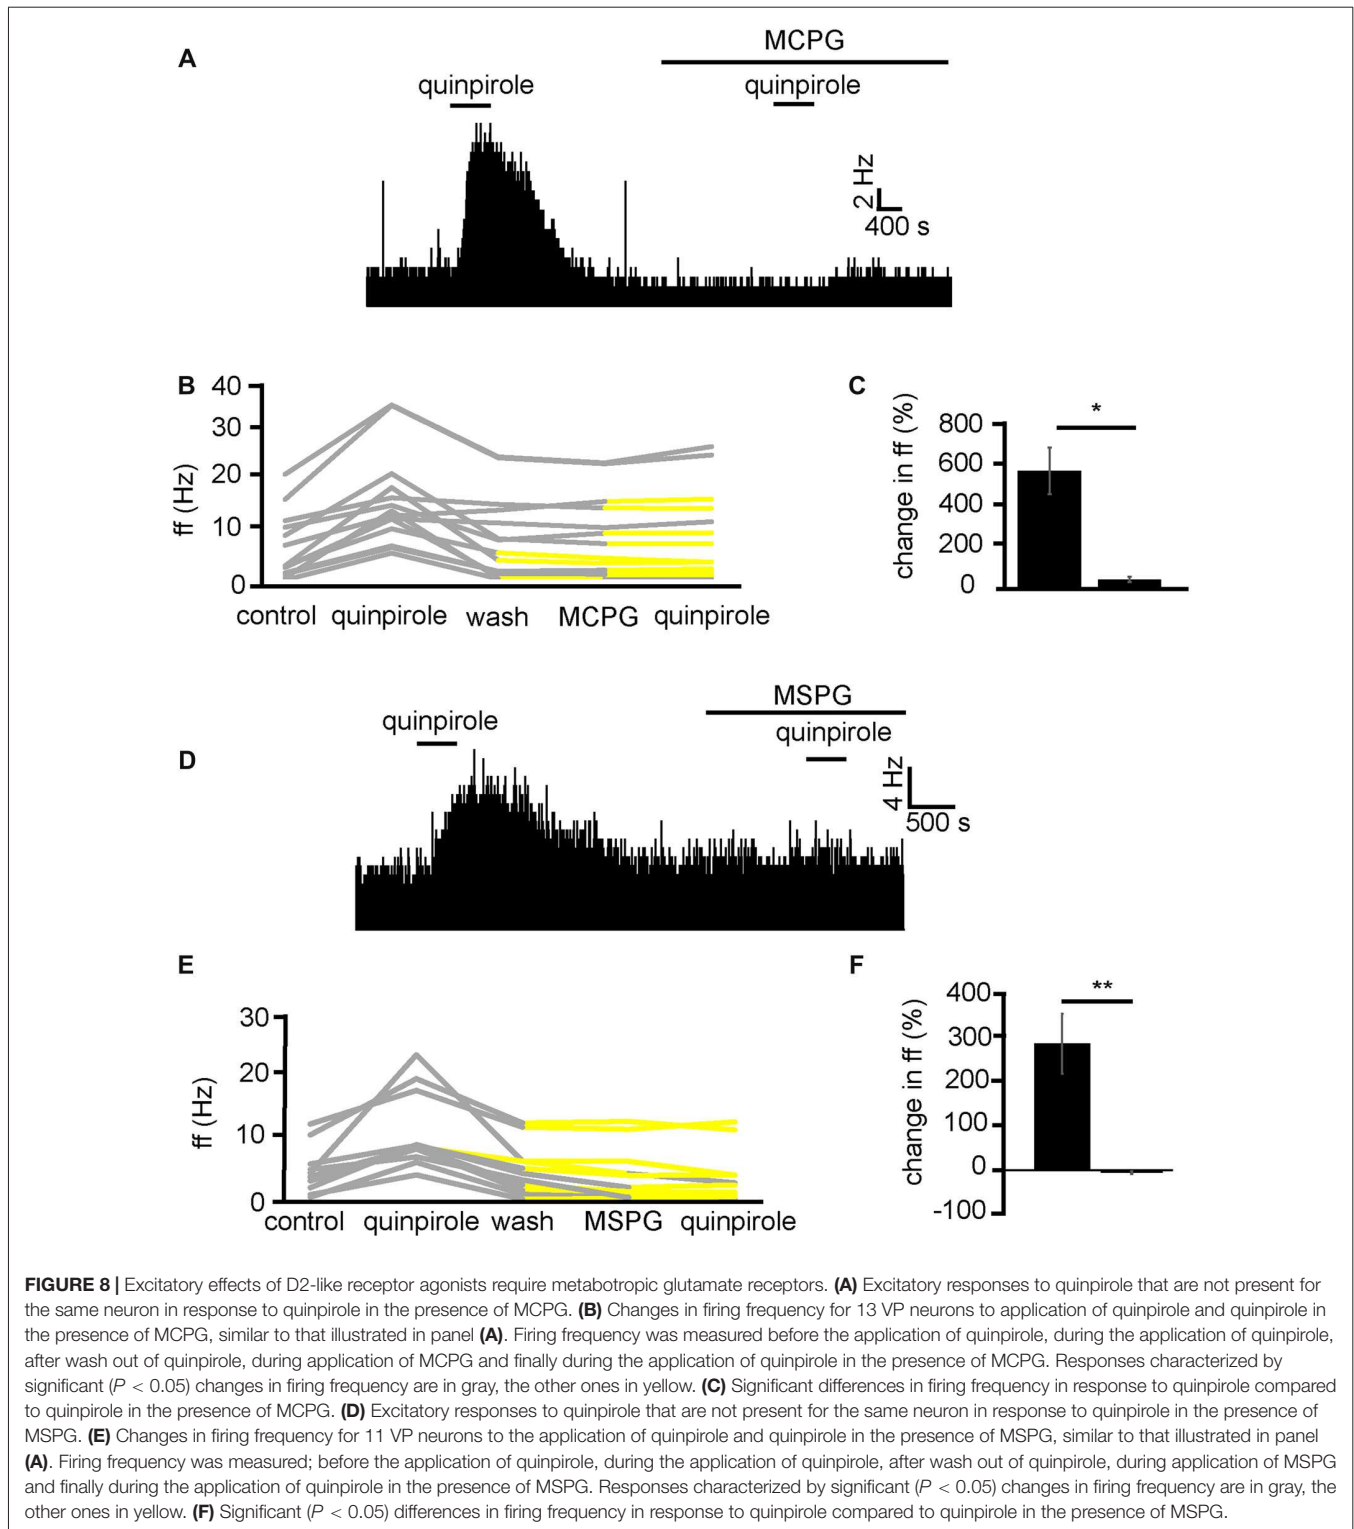 A
MCPG
quinpirole
quinpirole
2 Hz
400 s
B
40
30
20
10
0
ff (Hz)
control quinpirole wash MCPG quinpirole
C
change in ff (%)
800
600
400
200
0
*
MSPG
quinpirole
quinpirole
D
4 Hz
500 s
E
30
20
10
0
ff (Hz)
control quinpirole wash MSPG quinpirole
F
change in ff (%)
400
300
200
100
0
-100
**
FIGURE 8 | Excitatory effects of D2-like receptor agonists require metabotropic glutamate receptors. (A) Excitatory responses to quinpirole that are not present for
the same neuron in response to quinpirole in the presence of MCPG. (B) Changes in firing frequency for 13 VP neurons to application of quinpirole and quinpirole in
the presence of MCPG, similar to that illustrated in panel (A). Firing frequency was measured before the application of quinpirole, during the application of quinpirole,
after wash out of quinpirole, during application of MCPG and finally during the application of quinpirole in the presence of MCPG. Responses characterized by
significant (P < 0.05) changes in firing frequency are in gray, the other ones in yellow. (C) Significant differences in firing frequency in response to quinpirole compared
to quinpirole in the presence of MCPG. (D) Excitatory responses to quinpirole that are not present for the same neuron in response to quinpirole in the presence of
MSPG. (E) Changes in firing frequency for 11 VP neurons to the application of quinpirole and quinpirole in the presence of MSPG, similar to that illustrated in panel
(A). Firing frequency was measured; before the application of quinpirole, during the application of quinpirole, after wash out of quinpirole, during application of MSPG
and finally during the application of quinpirole in the presence of MSPG. Responses characterized by significant (P < 0.05) changes in firing frequency are in gray, the
other ones in yellow. (F) Significant (P < 0.05) differences in firing frequency in response to quinpirole compared to quinpirole in the presence of MSPG.